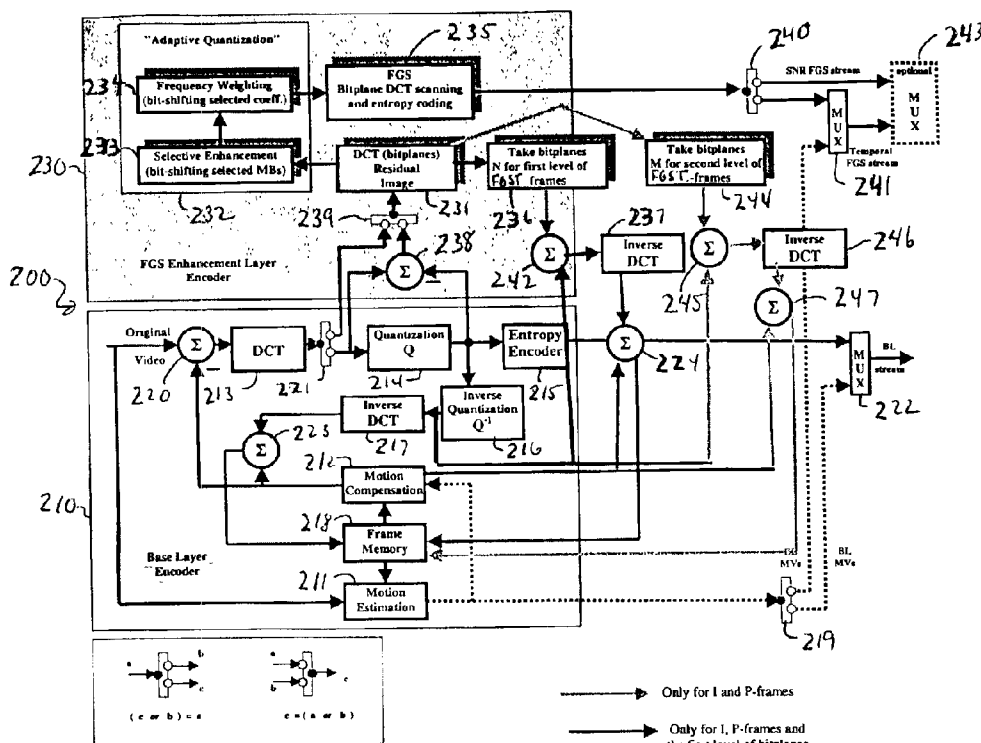 "Adaptive Quantization"
234
Frequency Weighting
(bit-shifting selected coeff.)
233
Selective Enhancement
(bit-shifting selected MBs)
232
230
235
FGS
Bitplane DCT scanning
and entropy coding
DCT (bitplanes)
Residual
Image
231
239
238
Σ
FGS Enhancement Layer
Encoder
Take bitplanes
N for first level of
FGST frames
236
Take bitplanes
M for second level of
FGST-frames
244
240
SNR FGS stream
243
optional
MUX
MUX
Temporal
FGS stream
241
237
Inverse
DCT
Σ
242
Σ
245
Inverse
DCT
246
Σ
247
200
Original
Video
Σ
220
DCT
213
221
Quantization
Q
214
Entropy
Encoder
215
Σ
224
MUX
BL
stream
222
Inverse
Quantization
Q-1
216
Inverse
DCT
217
Σ
223
212
Motion
Compensation
218
Frame
Memory
211
Motion
Estimation
210
Base Layer
Encoder
MVs
BL
MVs
219
a
b
c
( c or b ) = a
a
b
c
c = ( a or b )
Only for I and P-frames
Only for I, P-frames and